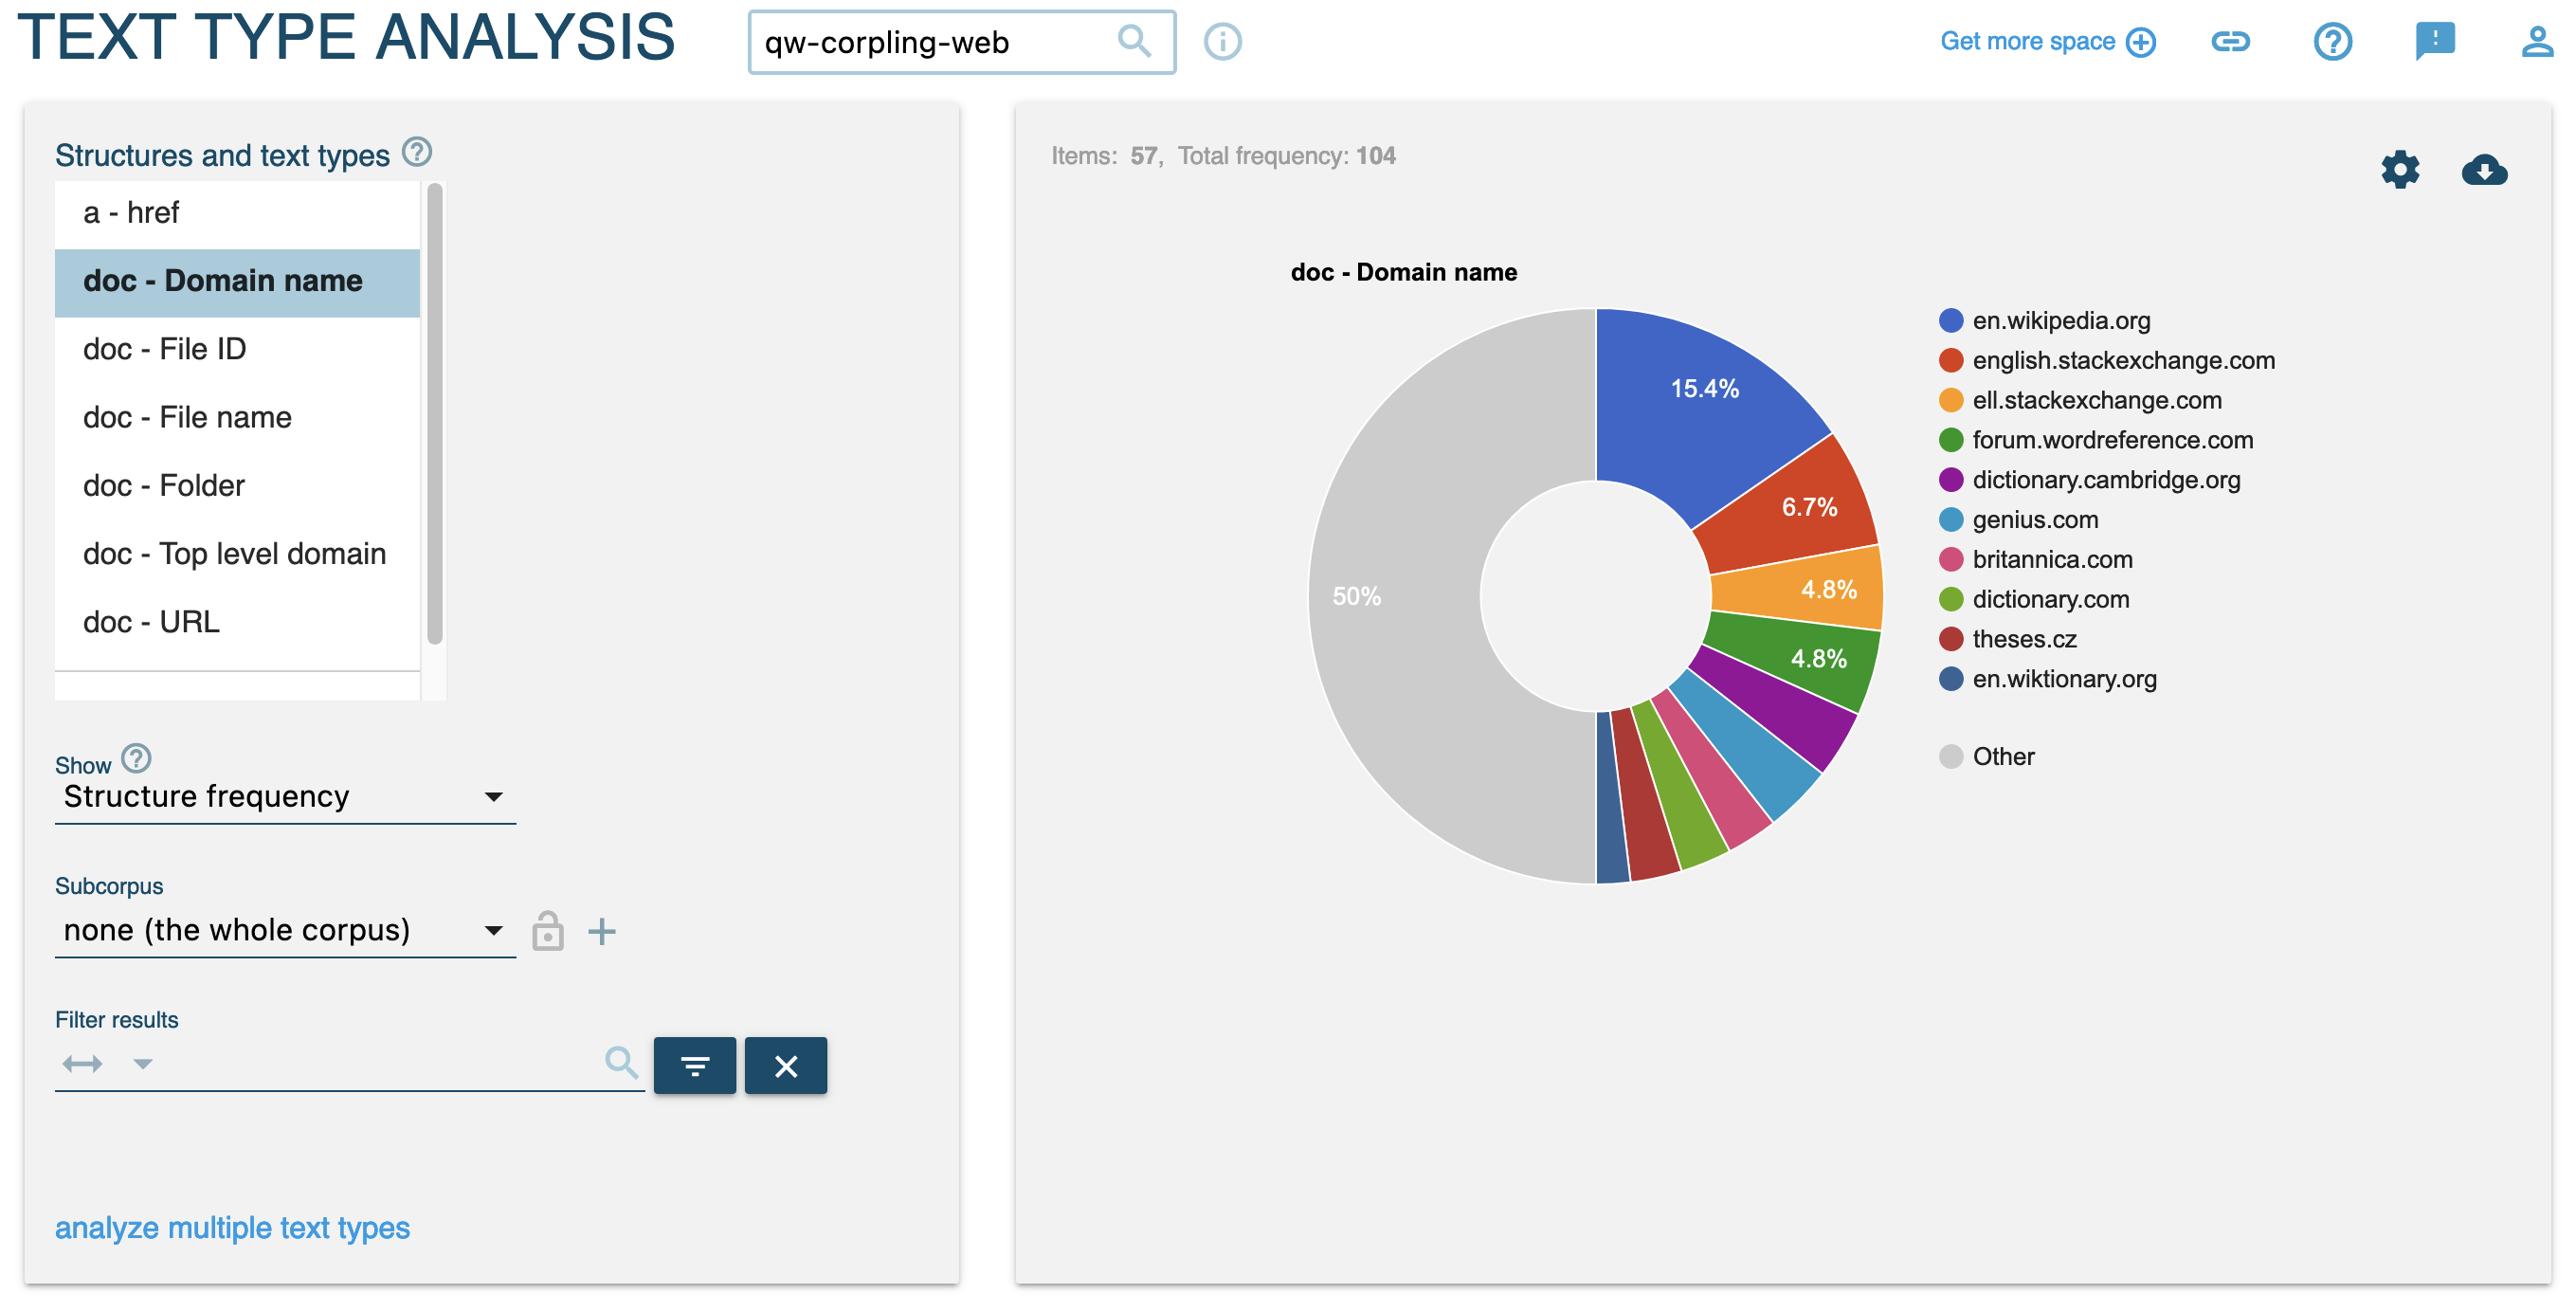 TEXT TYPE ANALYSIS
qw-corpling-web
Get more space
Structures and text types
a - href
doc - Domain name
doc - File ID
doc - File name
doc - Folder
doc - Top level domain
doc - URL
Show
Structure frequency
Subcorpus
none (the whole corpus)
Filter results
analyze multiple text types
Items: 57, Total frequency: 104
doc - Domain name
15.4%
6.7%
4.8%
4.8%
50%
en.wikipedia.org
english.stackexchange.com
ell.stackexchange.com
forum.wordreference.com
dictionary.cambridge.org
genius.com
britannica.com
dictionary.com
theses.cz
en.wiktionary.org
Other